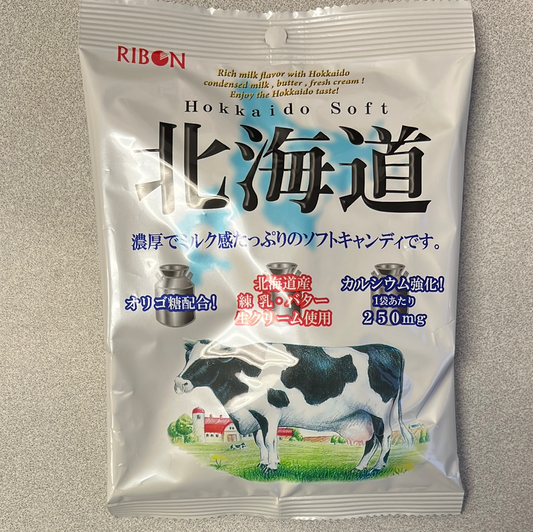 RIBON
Rich milk flavor with Hokkaido
condensed milk , butter , fresh cream !
Enjoy the Hokkaido taste!
Hokkaido Soft
北海道
濃厚でミルク感たっぷりのソフトキャンディです。
オリゴ糖配合!
北海道産
練乳・バター
生クリーム使用
カルシウム強化!
1袋あたり
250mg